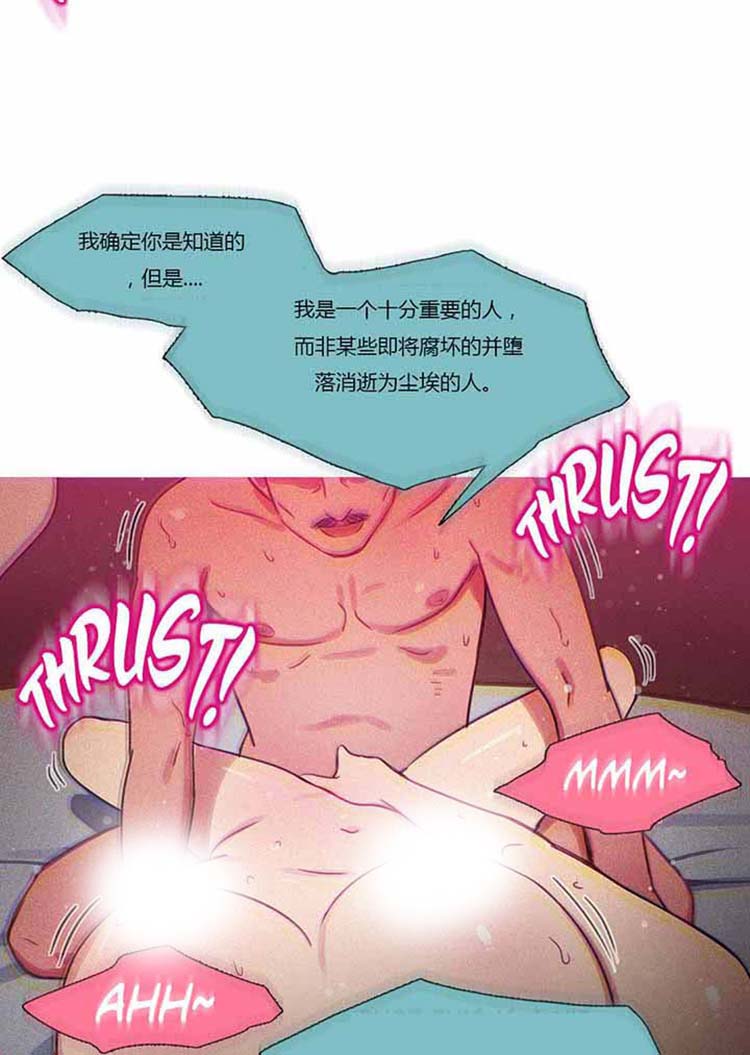 我确定你是知道的
，但是....
我是一个十分重要的人，
而非某些即将腐坏的并堕
落消逝为尘埃的人。
THRUST!
THRUST!
MMM~
AHH~